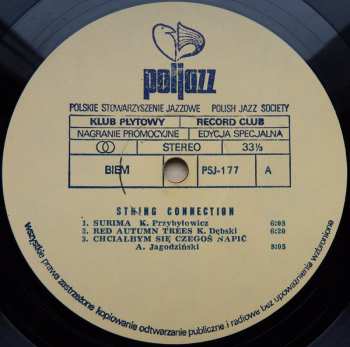 poljazz
POLSKIE STOWARZYSZENIE JAZZOWE POLISH JAZZ SOCIETY
KLUB PŁYTOWY RECORD CLUB
NAGRANIE PROMOCYJNE EDYCJA SPECJALNA
STEREO 33⅓
BIEM PSJ-177 A
STRING CONNECTION
1. SURIMA K. Przybyłowicz 6:05
2. RED AUTUMN TREES K. Dębski 6:20
3. CHCIAŁBYM SIĘ CZEGOŚ NAPIĆ
A. Jagodziński 8:05
Wszystkie prawa zastrzeżone kopiowanie odtwarzanie publiczne i radiowe bez upoważnienia wzbronione